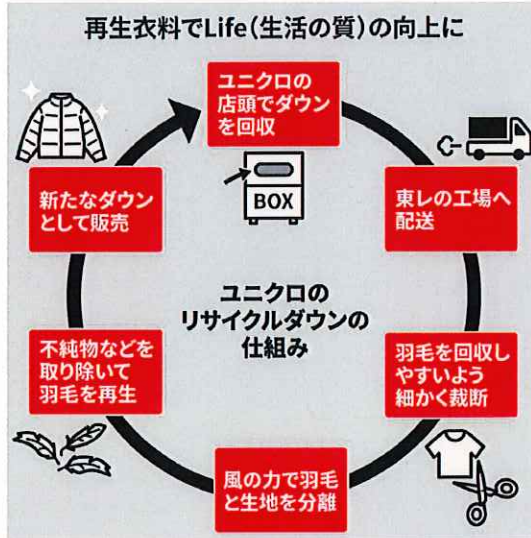 再生衣料でLife(生活の質)の向上に
ユニクロの
店頭でダウン
を回収
BOX
東レの工場へ
配送
羽毛を回収し
やすいよう
細かく裁断
風の力で羽毛
と生地を分離
不純物などを
取り除いて
羽毛を再生
新たなダウン
として販売
ユニクロの
リサイクルダウンの
仕組み